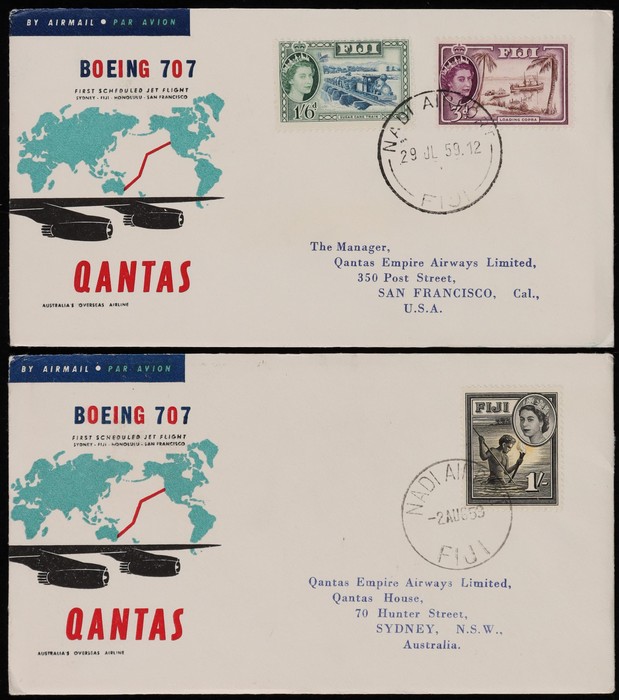 BY AIRMAIL • PAR AVION
BOEING 707
FIRST SCHEDULED JET FLIGHT
SYDNEY - FIJI - HONOLULU - SAN FRANCISCO
QANTAS
AUSTRALIA'S OVERSEAS AIRLINE
FIJI
1/6d
SUGAR CANE TRAIN
FIJI
3d
LOADING COPRA
NADI AIRPORT
29 JL 59.12
FIJI
The Manager,
Qantas Empire Airways Limited,
350 Post Street,
SAN FRANCISCO, Cal.,
U.S.A.
BY AIRMAIL • PAR AVION
BOEING 707
FIRST SCHEDULED JET FLIGHT
SYDNEY - FIJI - HONOLULU - SAN FRANCISCO
QANTAS
AUSTRALIA'S OVERSEAS AIRLINE
FIJI
1/-
NADI AI
-2 AUG 59
FIJI
Qantas Empire Airways Limited,
Qantas House,
70 Hunter Street,
SYDNEY, N.S.W.,
Australia.